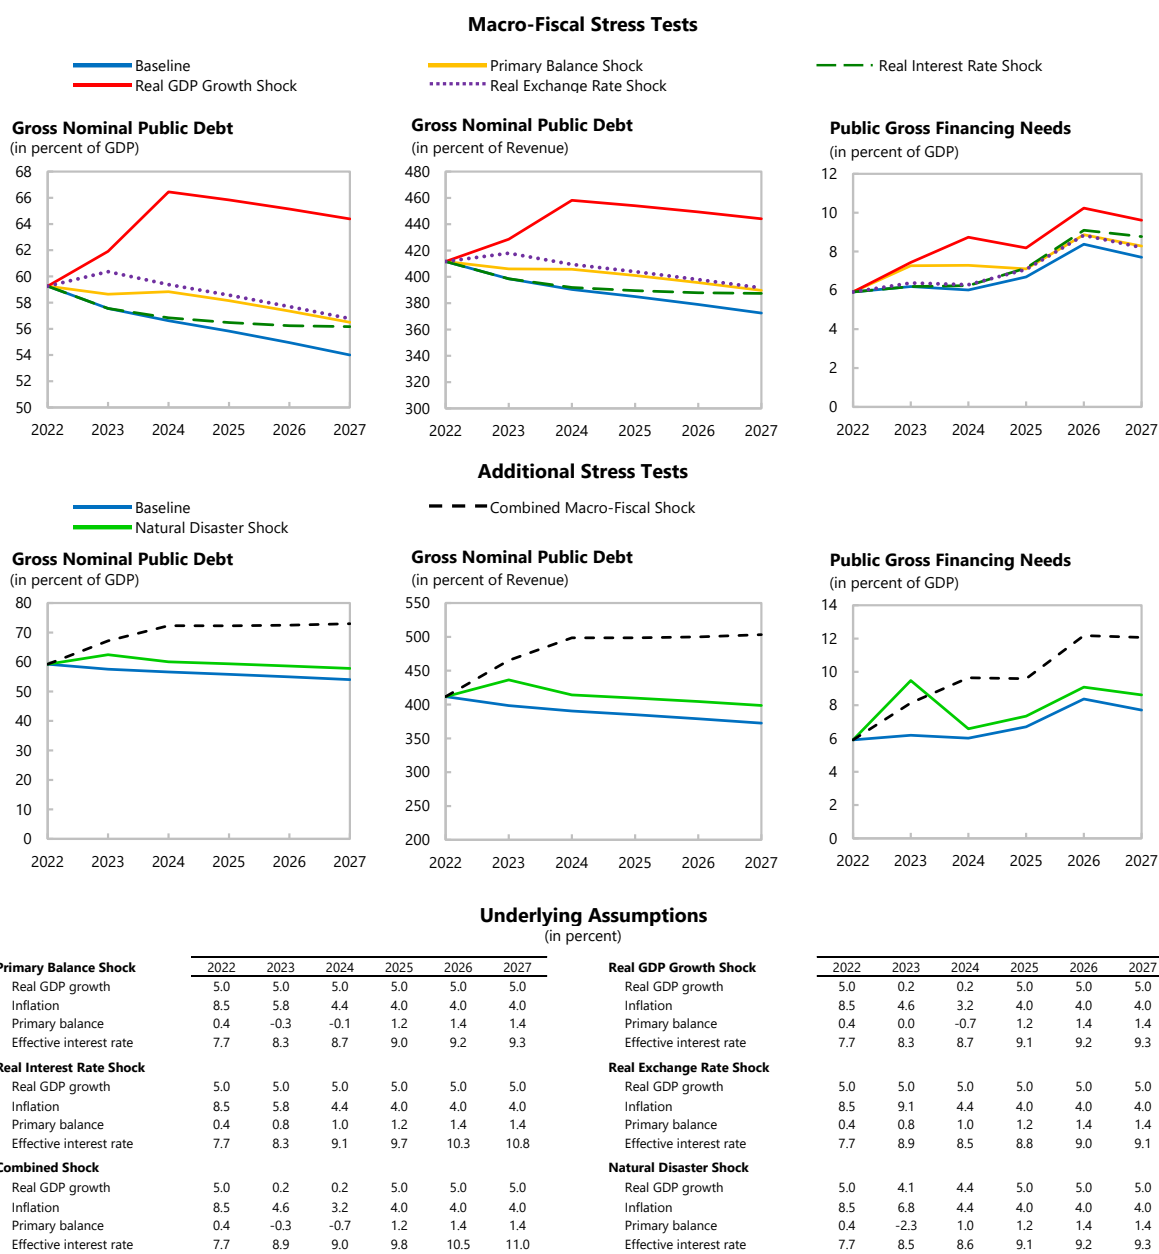 Macro-Fiscal Stress Tests
Baseline
Primary Balance Shock
Real Interest Rate Shock
Real GDP Growth Shock
Real Exchange Rate Shock
Gross Nominal Public Debt
(in percent of GDP)
68
66
64
62
60
58
56
54
52
50
2022 2023 2024 2025 2026 2027
Gross Nominal Public Debt
(in percent of Revenue)
480
460
440
420
400
380
360
340
320
300
2022 2023 2024 2025 2026 2027
Public Gross Financing Needs
(in percent of GDP)
12
10
8
6
4
2
0
2022 2023 2024 2025 2026 2027
Additional Stress Tests
Baseline
Combined Macro-Fiscal Shock
Natural Disaster Shock
Gross Nominal Public Debt
(in percent of GDP)
80
70
60
50
40
30
20
10
0
2022 2023 2024 2025 2026 2027
Gross Nominal Public Debt
(in percent of Revenue)
550
500
450
400
350
300
250
200
2022 2023 2024 2025 2026 2027
Public Gross Financing Needs
(in percent of GDP)
14
12
10
8
6
4
2
0
2022 2023 2024 2025 2026 2027
Underlying Assumptions
(in percent)
Primary Balance Shock 2022 2023 2024 2025 2026 2027
Real GDP growth 5.0 5.0 5.0 5.0 5.0 5.0
Inflation 8.5 5.8 4.4 4.0 4.0 4.0
Primary balance 0.4 -0.3 -0.1 1.2 1.4 1.4
Effective interest rate 7.7 8.3 8.7 9.0 9.2 9.3
Real Interest Rate Shock
Real GDP growth 5.0 5.0 5.0 5.0 5.0 5.0
Inflation 8.5 5.8 4.4 4.0 4.0 4.0
Primary balance 0.4 0.8 1.0 1.2 1.4 1.4
Effective interest rate 7.7 8.3 9.1 9.7 10.3 10.8
Combined Shock
Real GDP growth 5.0 0.2 0.2 5.0 5.0 5.0
Inflation 8.5 4.6 3.2 4.0 4.0 4.0
Primary balance 0.4 -0.3 -0.7 1.2 1.4 1.4
Effective interest rate 7.7 8.9 9.0 9.8 10.5 11.0
Real GDP Growth Shock 2022 2023 2024 2025 2026 2027
Real GDP growth 5.0 0.2 0.2 5.0 5.0 5.0
Inflation 8.5 4.6 3.2 4.0 4.0 4.0
Primary balance 0.4 0.0 -0.7 1.2 1.4 1.4
Effective interest rate 7.7 8.3 8.7 9.1 9.2 9.3
Real Exchange Rate Shock
Real GDP growth 5.0 5.0 5.0 5.0 5.0 5.0
Inflation 8.5 9.1 4.4 4.0 4.0 4.0
Primary balance 0.4 0.8 1.0 1.2 1.4 1.4
Effective interest rate 7.7 8.9 8.5 8.8 9.0 9.1
Natural Disaster Shock
Real GDP growth 5.0 4.1 4.4 5.0 5.0 5.0
Inflation 8.5 6.8 4.4 4.0 4.0 4.0
Primary balance 0.4 -2.3 1.0 1.2 1.4 1.4
Effective interest rate 7.7 8.5 8.6 9.1 9.2 9.3